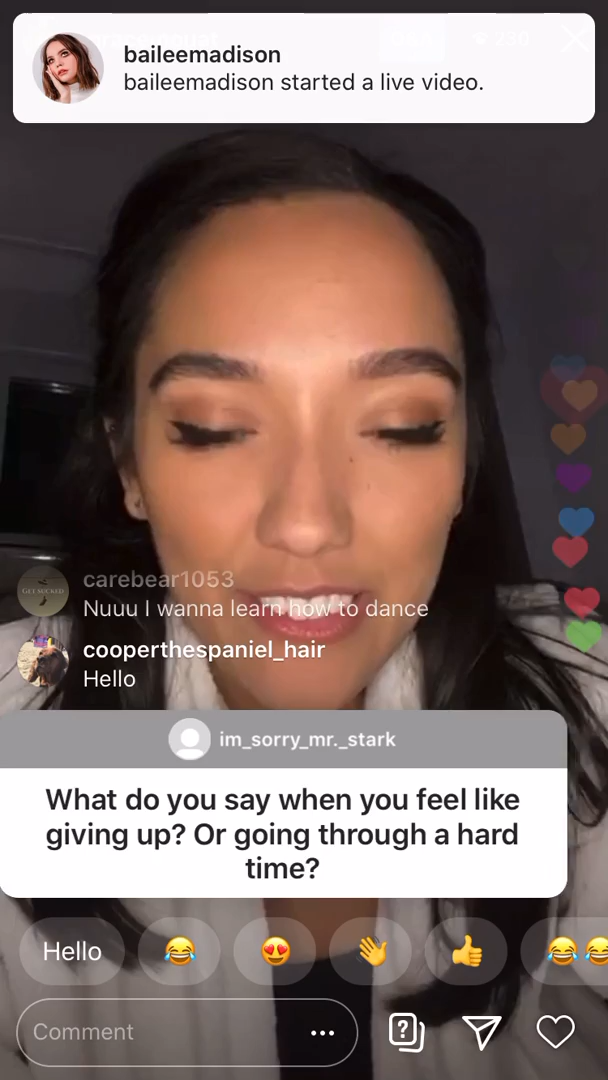 baileemadison
baileemadison started a live video.
carebear1053
Nuuu I wanna learn how to dance
cooperthespaniel_hair
Hello
im_sorry_mr._stark
What do you say when you feel like
giving up? Or going through a hard
time?
Hello
Comment